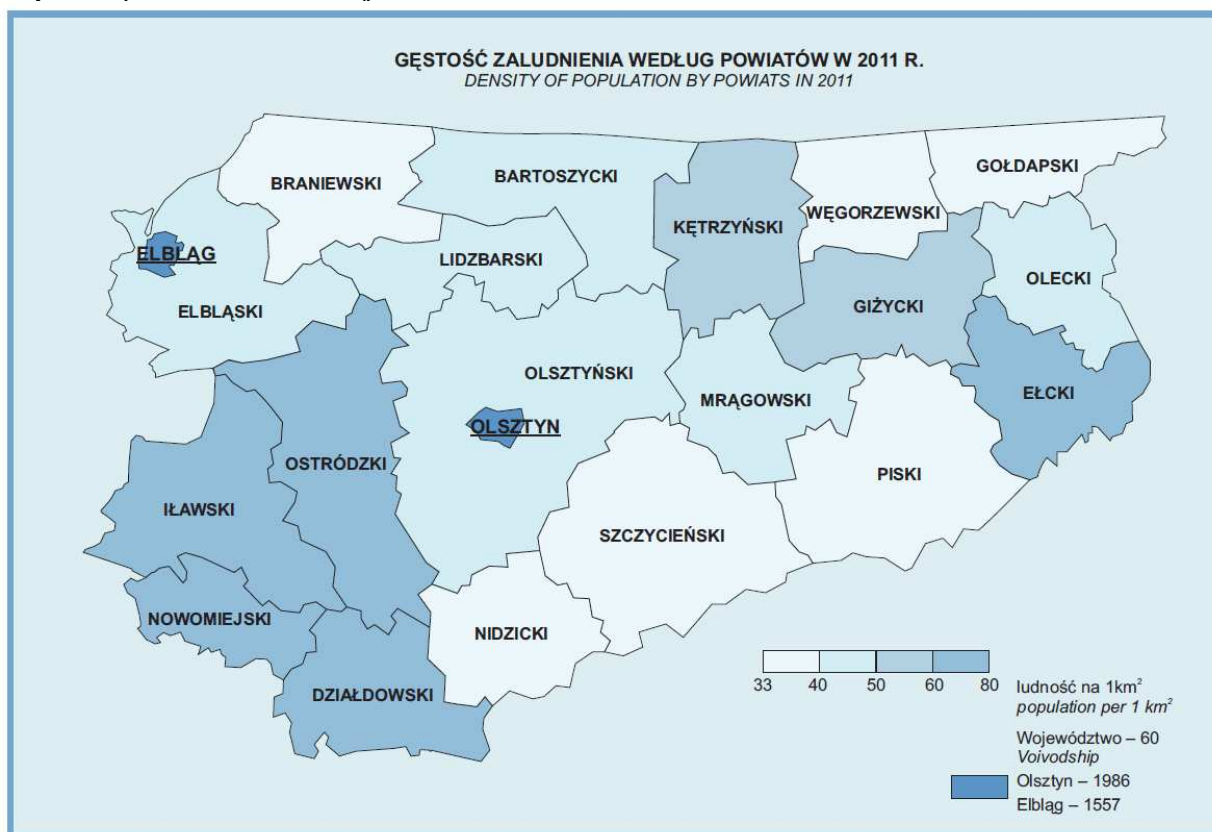 GĘSTOŚĆ ZALUDNIENIA WEDŁUG POWIATÓW W 2011 R.
DENSITY OF POPULATION BY POWIATS IN 2011
BRANIEWSKI
BARTOSZYCKI
GOŁDAPSKI
KĘTRZYŃSKI
WĘGORZEWSKI
ELBLĄG
LIDZBARSKI
OLECKI
ELBLĄSKI
GIŻYCKI
OLSZTYŃSKI
MRĄGOWSKI
EŁCKI
OLSZTYN
OSTRÓDZKI
PISKI
IŁAWSKI
SZCZYCIEŃSKI
NOWOMIEJSKI
NIDZICKI
DZIAŁDOWSKI
33 40 50 60 80
ludność na 1km²
population per 1 km²
Województwo – 60
Voivodship
Olsztyn – 1986
Elbląg – 1557